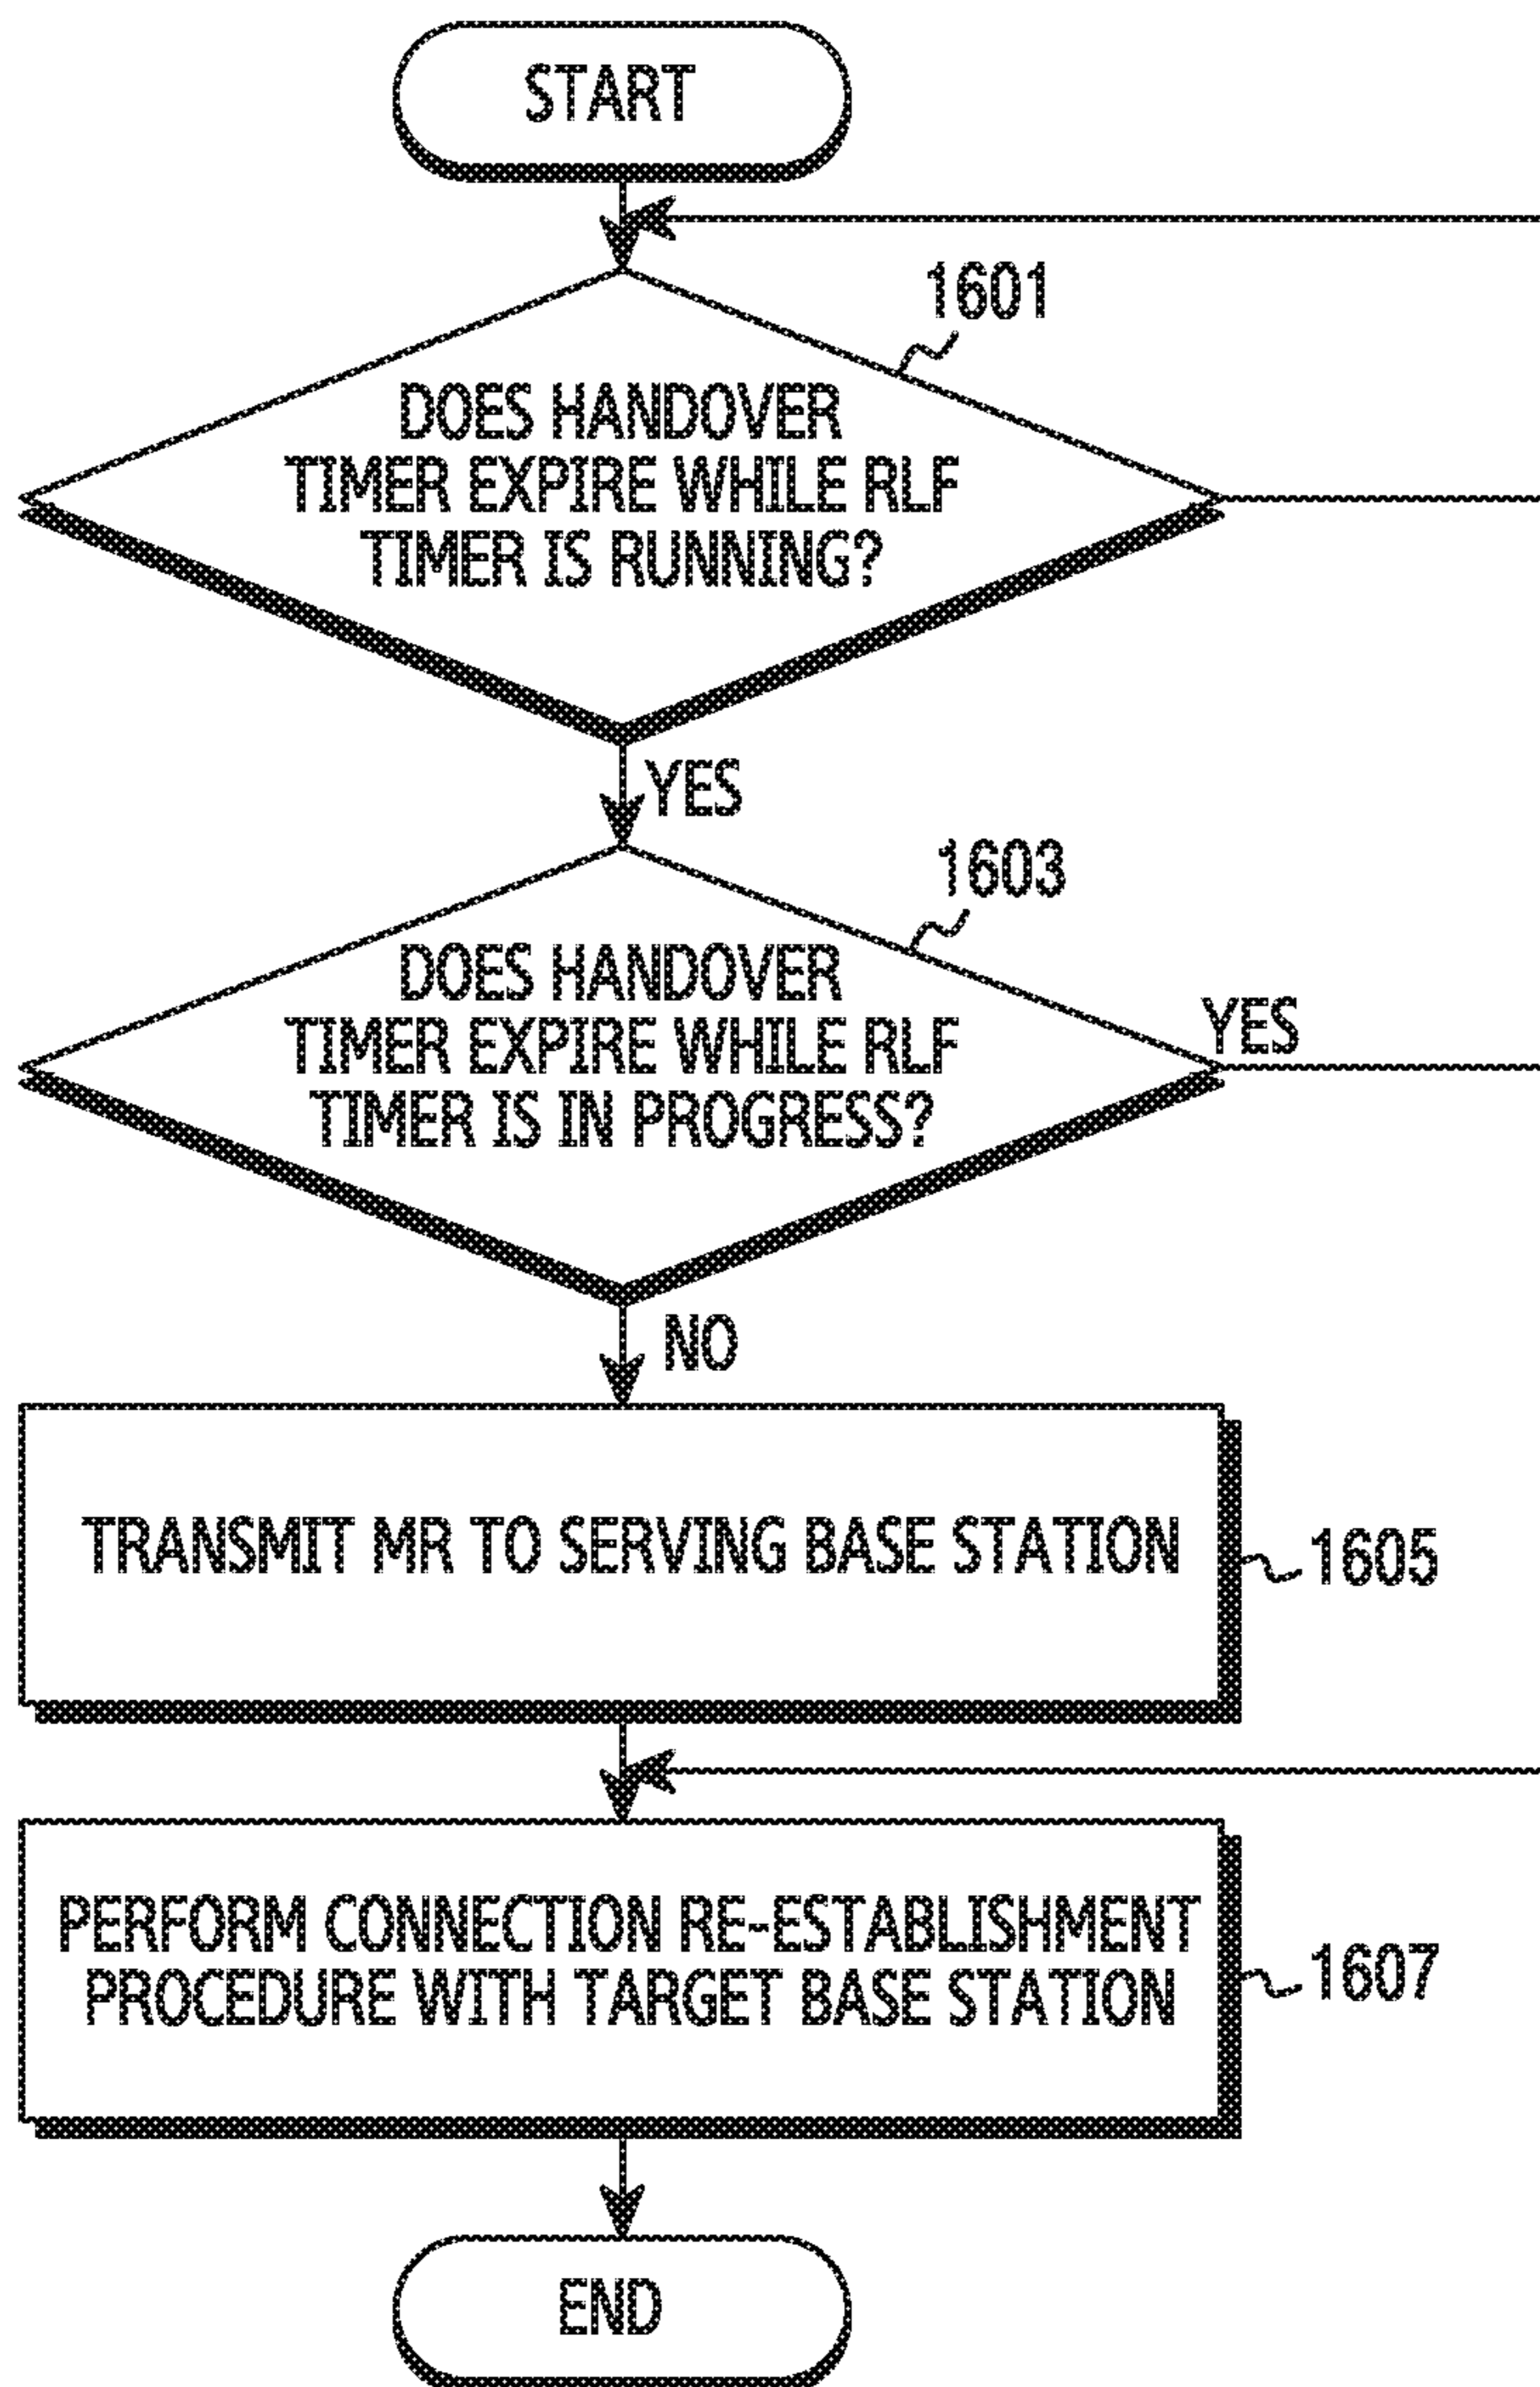 START
1601
DOES HANDOVER
TIMER EXPIRE WHILE RLF
TIMER IS RUNNING?
YES
1603
DOES HANDOVER
TIMER EXPIRE WHILE RLF
TIMER IS IN PROGRESS?
YES
NO
TRANSMIT MR TO SERVING BASE STATION
1605
PERFORM CONNECTION RE-ESTABLISHMENT
PROCEDURE WITH TARGET BASE STATION
1607
END